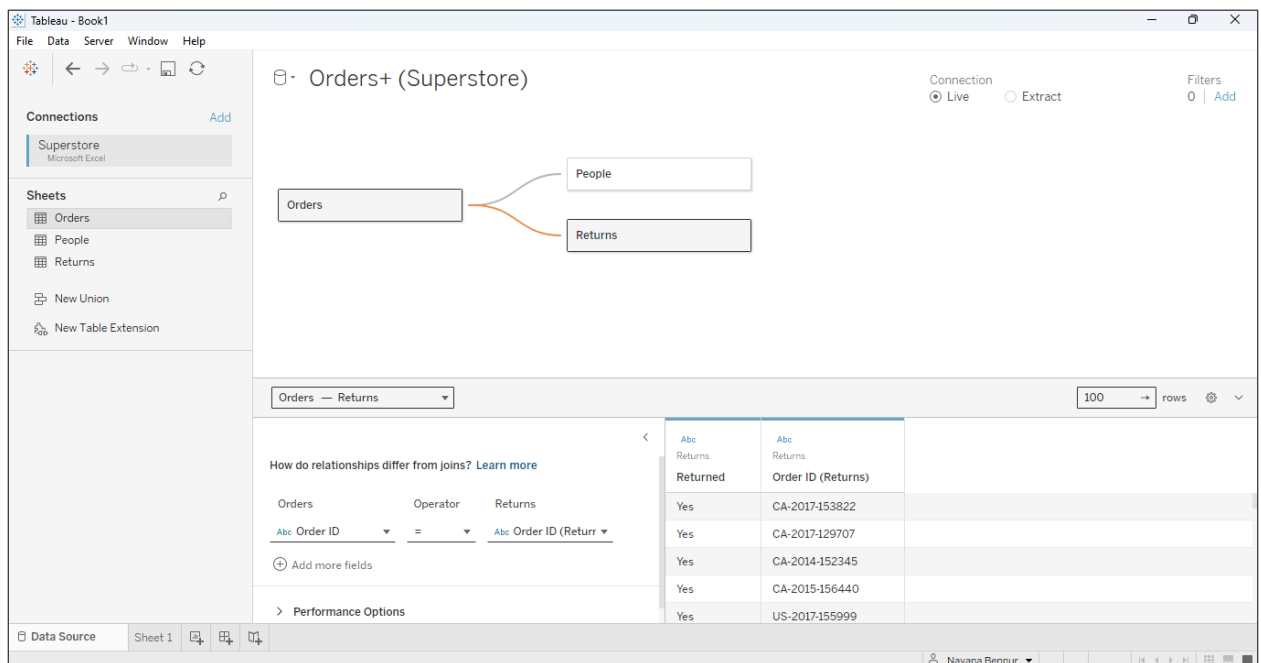 Tableau - Book1
File Data Server Window Help
Orders+ (Superstore)
Connection
Live Extract
Filters
0 Add
Connections Add
Superstore
Microsoft Excel
Sheets
Orders
People
Returns
New Union
New Table Extension
Orders
People
Returns
Orders — Returns
100 rows
How do relationships differ from joins? Learn more
Orders Operator Returns
Abc Order ID = Abc Order ID (Returr
Add more fields
Performance Options
Abc Abc
Returns Returns
Returned Order ID (Returns)
Yes CA-2017-153822
Yes CA-2017-129707
Yes CA-2014-152345
Yes CA-2015-156440
Yes US-2017-155999
Data Source Sheet 1
Navana Bennur